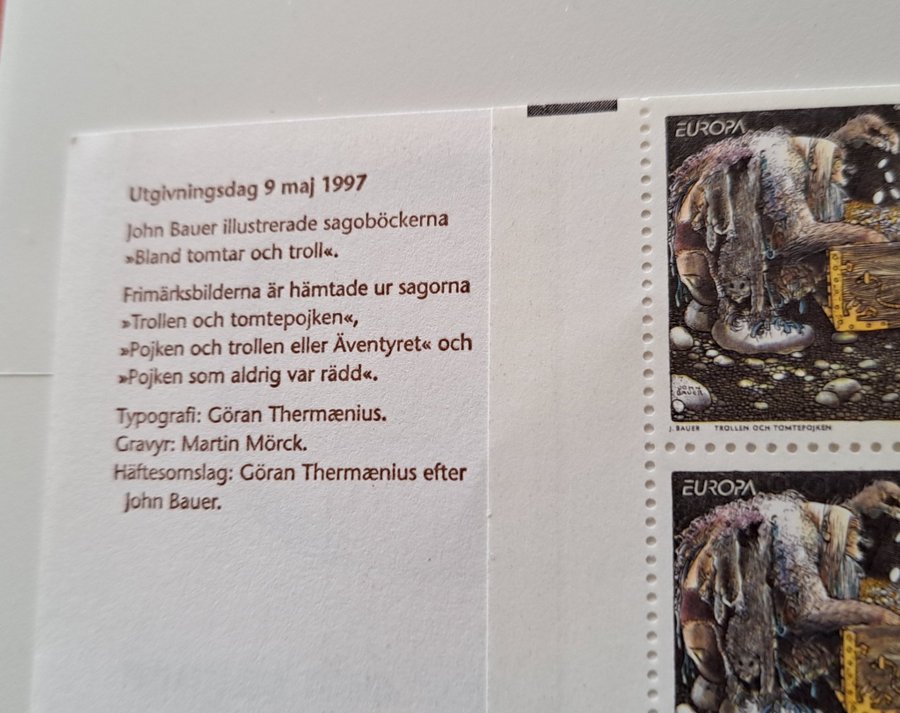 Utgivningsdag 9 maj 1997
John Bauer illustrerade sagoböckerna
»Bland tomtar och troll«.
Frimärksbilderna är hämtade ur sagorna
»Trollen och tomtepojken«,
»Pojken och trollen eller Äventyret« och
»Pojken som aldrig var rädd«.
Typografi: Göran Thermænius.
Gravyr: Martin Mörck.
Häftesomslag: Göran Thermænius efter
John Bauer.
EUROPA
JOHN
BAUER
J. BAUER TROLLEN OCH TOMTEPOJKEN
EUROPA